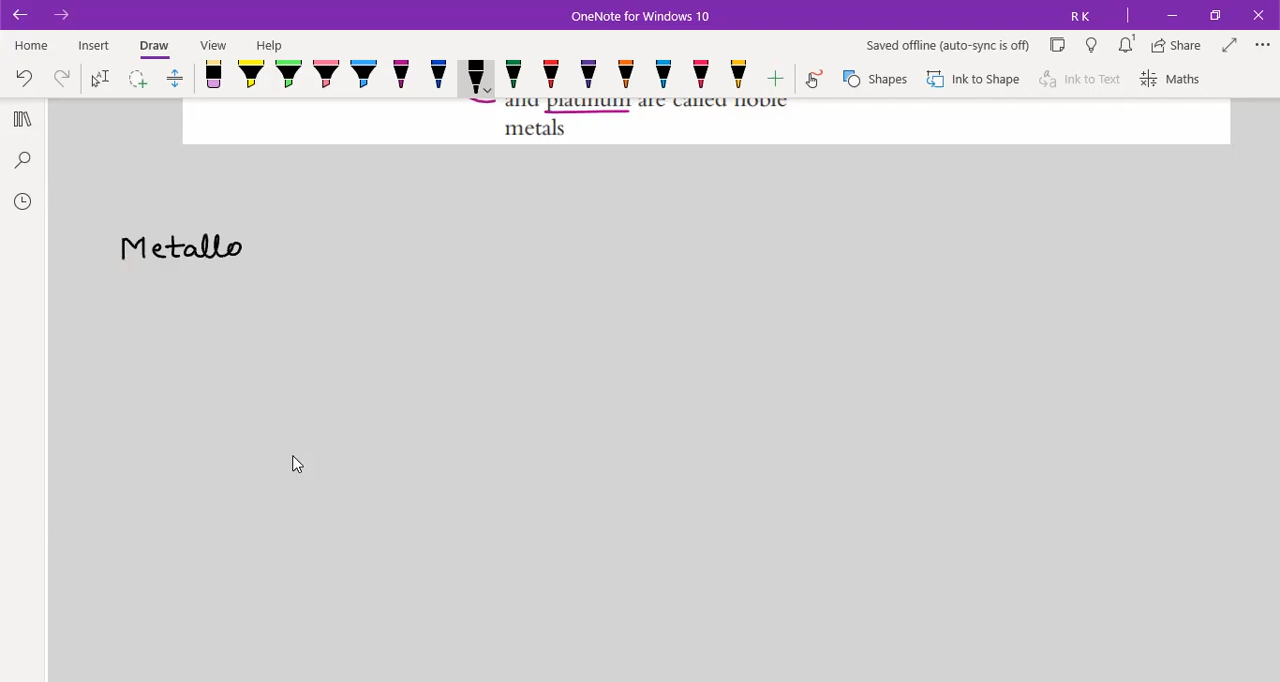 OneNote for Windows 10
R K
Home
Insert
Draw
View
Help
Saved offline (auto-sync is off)
1
Share
Shapes
Ink to Shape
Ink to Text
Maths
and platinum are called noble
metals
Metallo